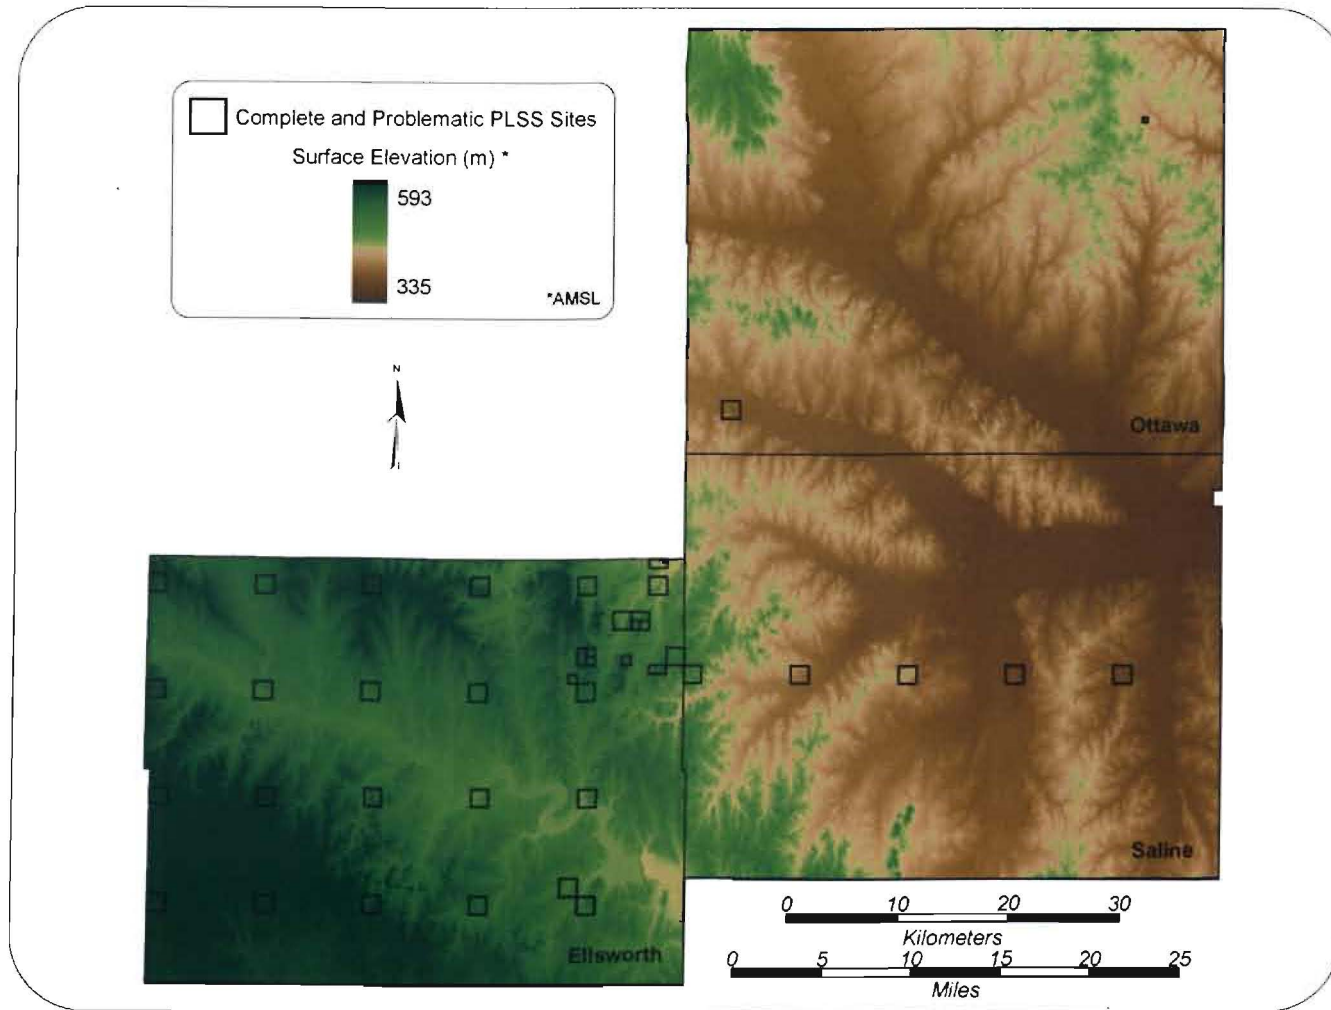 Complete and Problematic PLSS Sites
Surface Elevation (m) *
593
335
*AMSL
N
Ottawa
Saline
Ellsworth
0 10 20 30
Kilometers
0 5 10 15 20 25
Miles